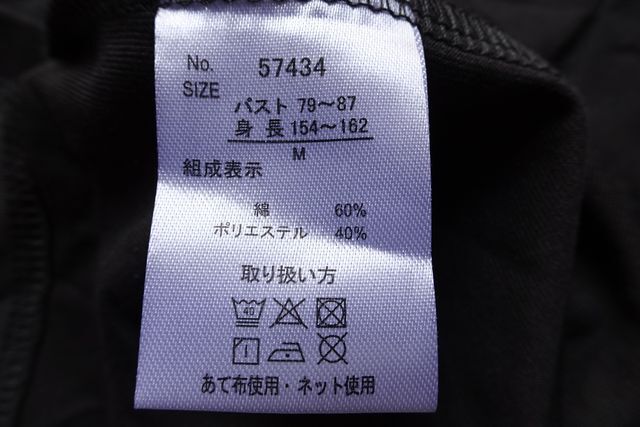 No. 57434
SIZE
バスト 79～87
身 長 154～162
M
組成表示
綿 60%
ポリエステル 40%
取り扱い方
40
あて布使用・ネット使用